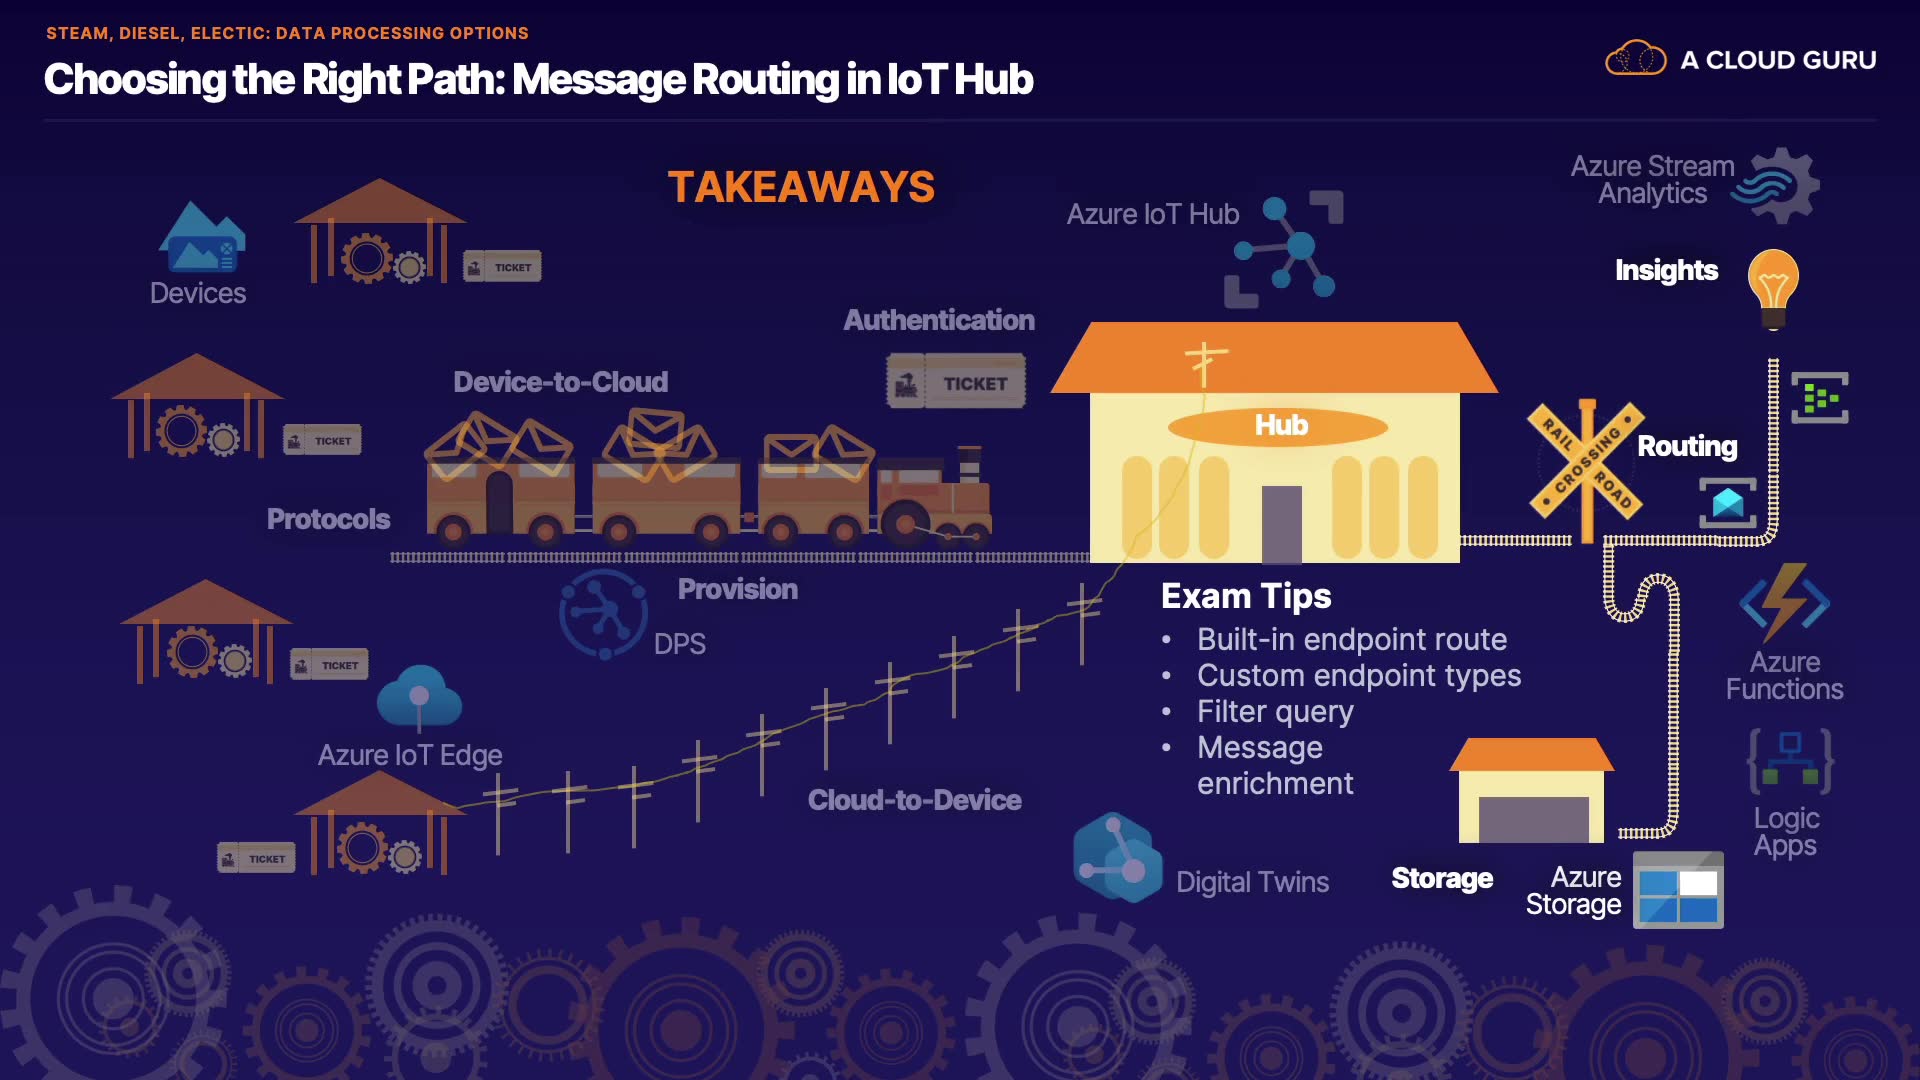 STEAM, DIESEL, ELECTIC: DATA PROCESSING OPTIONS
Choosing the Right Path: Message Routing in IoT Hub
A CLOUD GURU
TAKEAWAYS
Azure Stream
Analytics
Azure IoT Hub
Insights
Devices
TICKET
Authentication
TICKET
Device-to-Cloud
TICKET
Hub
RAIL
CROSSING
ROAD
Routing
Protocols
Provision
DPS
Exam Tips
• Built-in endpoint route
• Custom endpoint types
• Filter query
• Message
enrichment
TICKET
Azure
Functions
Azure IoT Edge
Cloud-to-Device
Logic
Apps
TICKET
Digital Twins
Storage
Azure
Storage